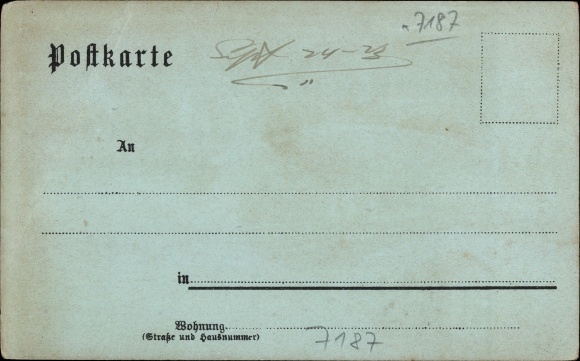 7187
Postkarte
An
in
Wohnung
(Straße und Hausnummer)
7187